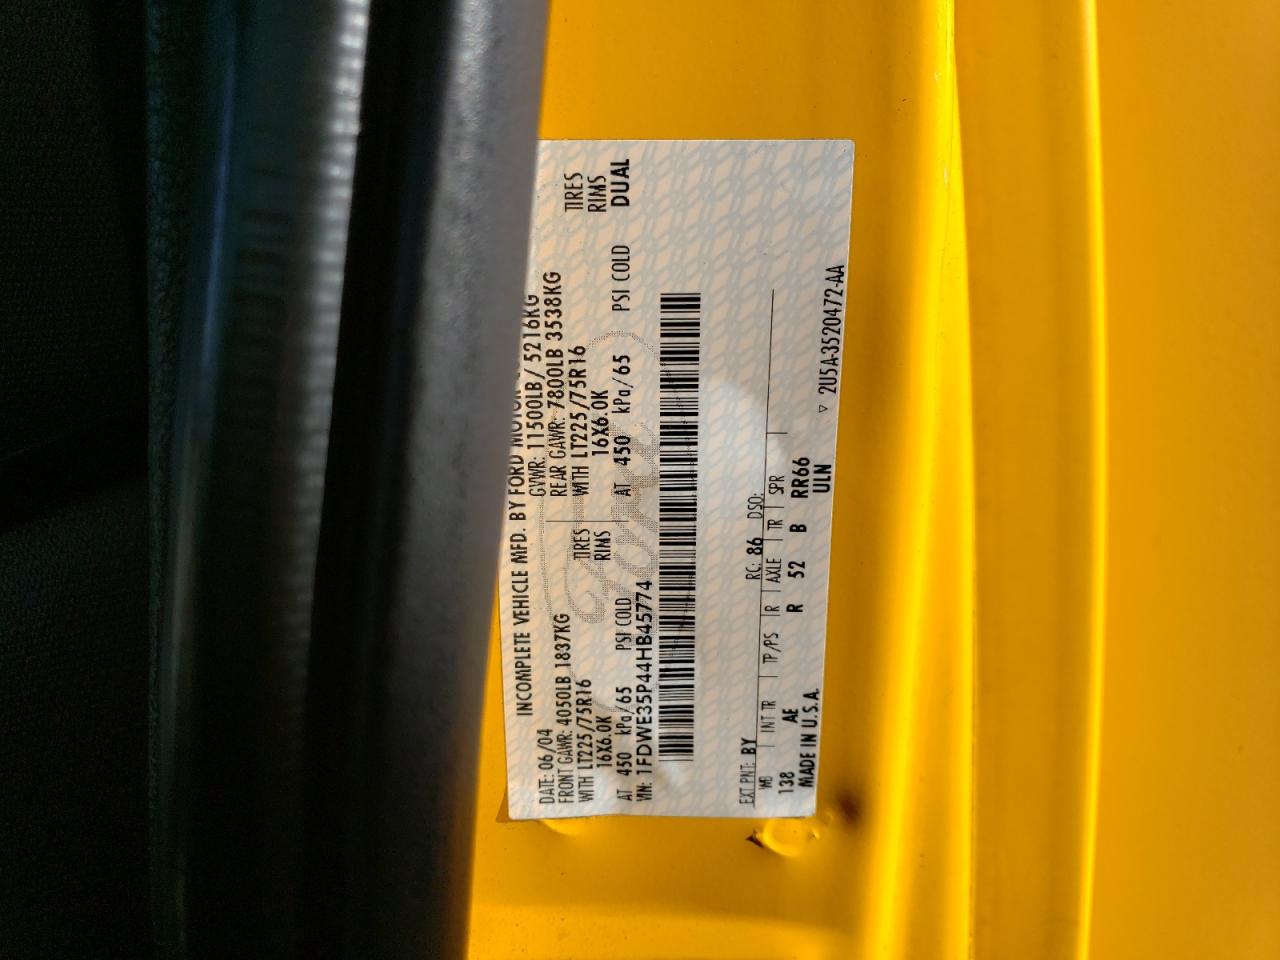 INCOMPLETE VEHICLE MFD. BY FORD MOTOR
DATE: 06/04 GVWR: 11500LB / 5216KG
FRONT GAWR: 4050LB 1837KG REAR GAWR: 7800LB 3538KG
WITH LT225/75R16 TIRES WITH LT225/75R16 TIRES
16X6.0K RIMS 16X6.0K RIMS
AT 450 kPa/65 PSI COLD AT 450 kPa/65 PSI COLD DUAL
VIN: 1FDWE35P44HB45774
Ford
EXT PNT: BY RC: 86 DSO:
WB INT TR TP/PS R AXLE TR SPR
138 AE R 52 B RR66
MADE IN U.S.A. ULN
▽ 2U5A-3520472-AA